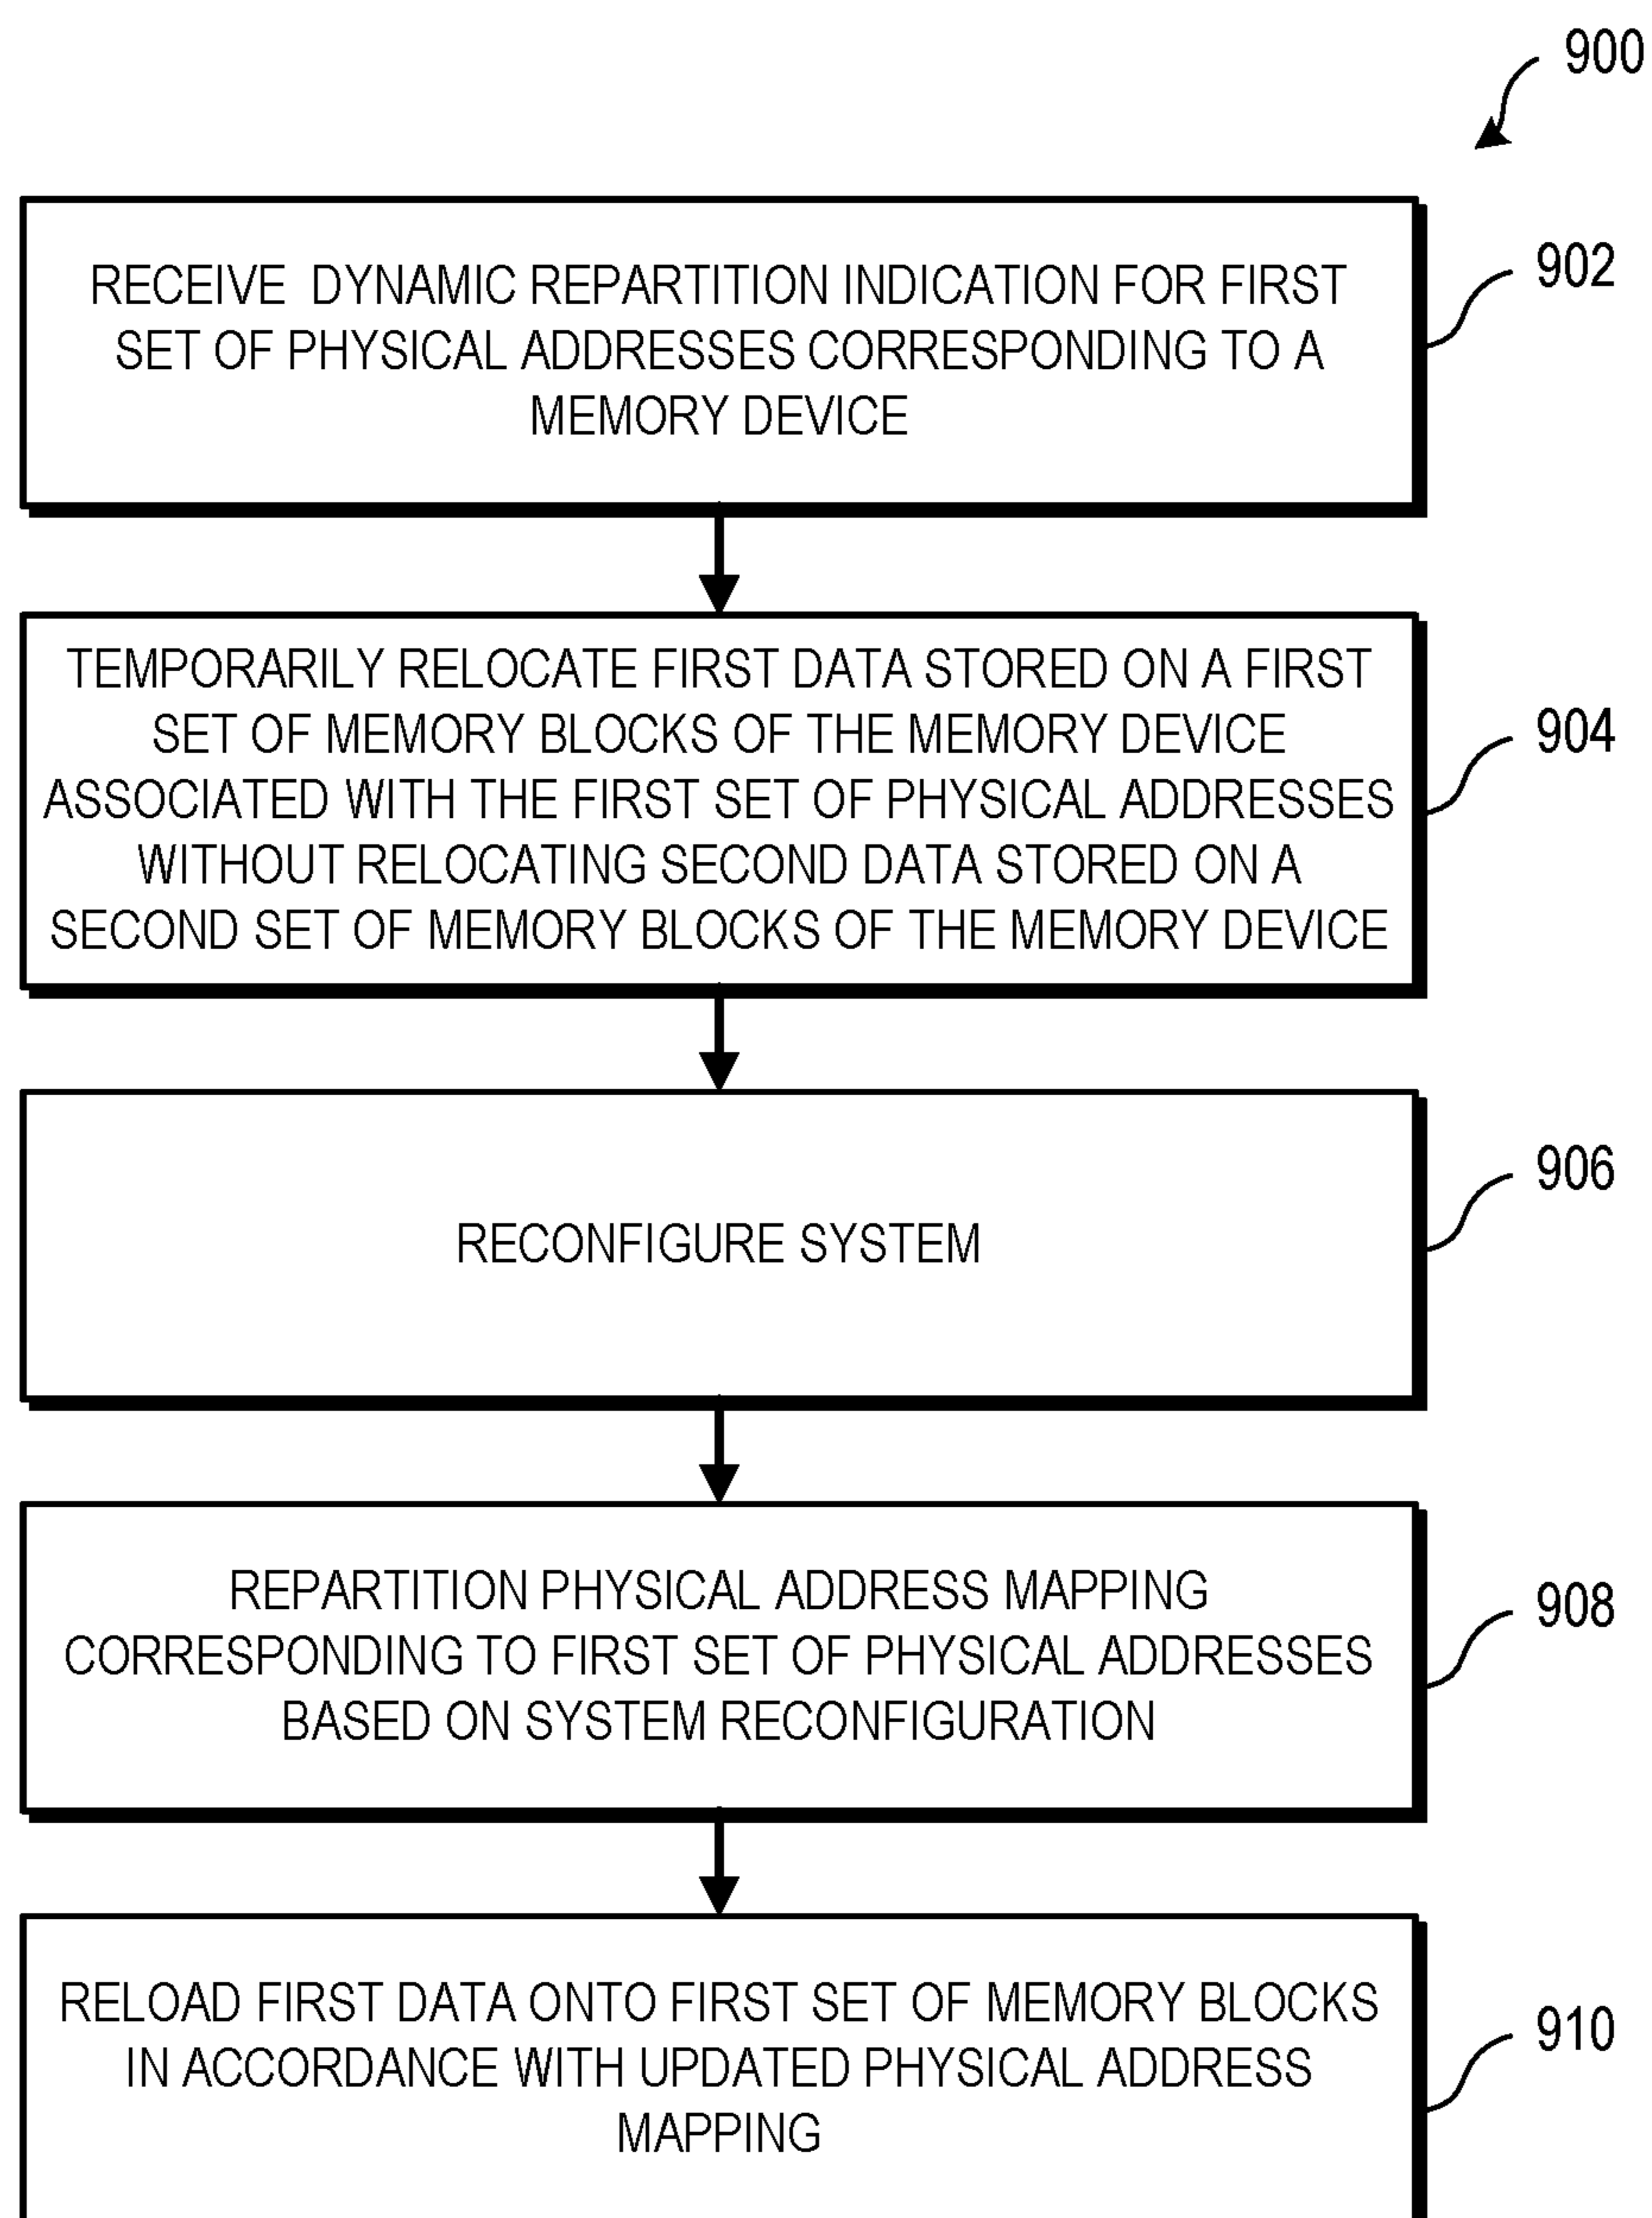 900
RECEIVE DYNAMIC REPARTITION INDICATION FOR FIRST
SET OF PHYSICAL ADDRESSES CORRESPONDING TO A
MEMORY DEVICE
902
TEMPORARILY RELOCATE FIRST DATA STORED ON A FIRST
SET OF MEMORY BLOCKS OF THE MEMORY DEVICE
ASSOCIATED WITH THE FIRST SET OF PHYSICAL ADDRESSES
WITHOUT RELOCATING SECOND DATA STORED ON A
SECOND SET OF MEMORY BLOCKS OF THE MEMORY DEVICE
904
RECONFIGURE SYSTEM
906
REPARTITION PHYSICAL ADDRESS MAPPING
CORRESPONDING TO FIRST SET OF PHYSICAL ADDRESSES
BASED ON SYSTEM RECONFIGURATION
908
RELOAD FIRST DATA ONTO FIRST SET OF MEMORY BLOCKS
IN ACCORDANCE WITH UPDATED PHYSICAL ADDRESS
MAPPING
910